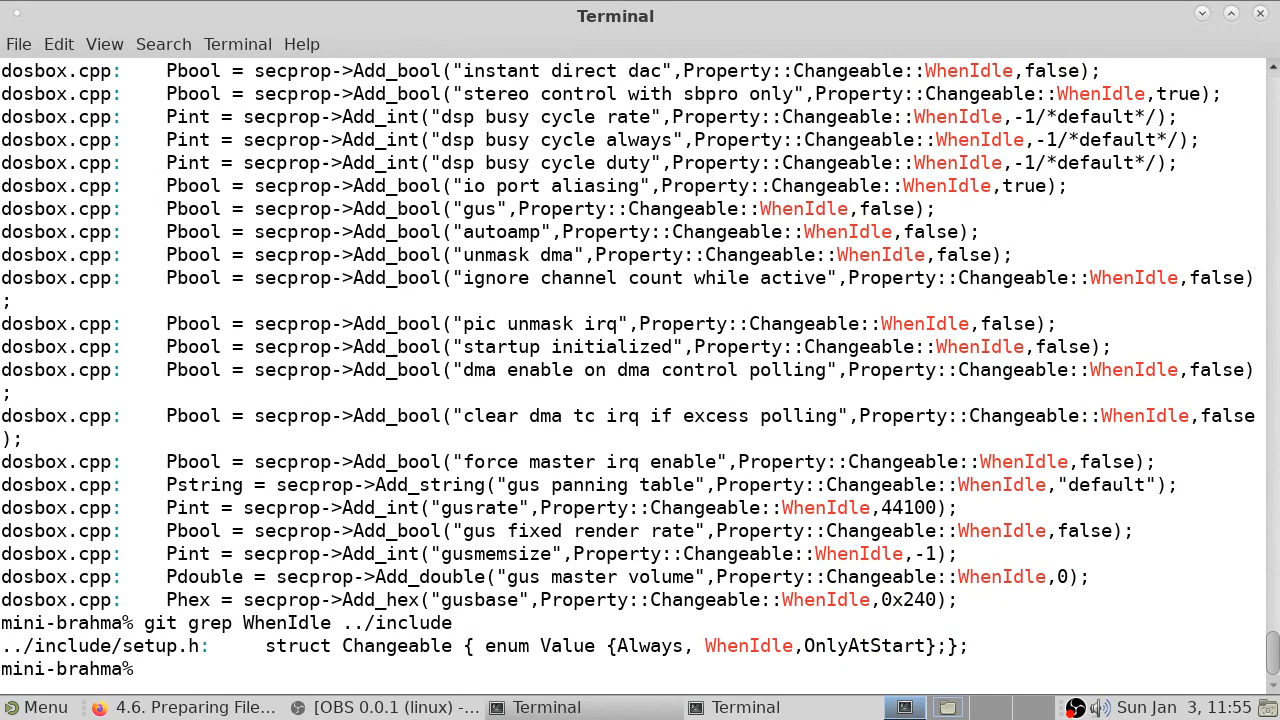 Terminal
File Edit View Search Terminal Help
dosbox.cpp:    Pbool = secprop->Add_bool("instant direct dac",Property::Changeable::WhenIdle,false);
dosbox.cpp:    Pbool = secprop->Add_bool("stereo control with sbpro only",Property::Changeable::WhenIdle,true);
dosbox.cpp:    Pint = secprop->Add_int("dsp busy cycle rate",Property::Changeable::WhenIdle,-1/*default*/);
dosbox.cpp:    Pint = secprop->Add_int("dsp busy cycle always",Property::Changeable::WhenIdle,-1/*default*/);
dosbox.cpp:    Pint = secprop->Add_int("dsp busy cycle duty",Property::Changeable::WhenIdle,-1/*default*/);
dosbox.cpp:    Pbool = secprop->Add_bool("io port aliasing",Property::Changeable::WhenIdle,true);
dosbox.cpp:    Pbool = secprop->Add_bool("gus",Property::Changeable::WhenIdle,false);
dosbox.cpp:    Pbool = secprop->Add_bool("autoamp",Property::Changeable::WhenIdle,false);
dosbox.cpp:    Pbool = secprop->Add_bool("unmask dma",Property::Changeable::WhenIdle,false);
dosbox.cpp:    Pbool = secprop->Add_bool("ignore channel count while active",Property::Changeable::WhenIdle,false)
;
dosbox.cpp:    Pbool = secprop->Add_bool("pic unmask irq",Property::Changeable::WhenIdle,false);
dosbox.cpp:    Pbool = secprop->Add_bool("startup initialized",Property::Changeable::WhenIdle,false);
dosbox.cpp:    Pbool = secprop->Add_bool("dma enable on dma control polling",Property::Changeable::WhenIdle,false)
;
dosbox.cpp:    Pbool = secprop->Add_bool("clear dma tc irq if excess polling",Property::Changeable::WhenIdle,false
);
dosbox.cpp:    Pbool = secprop->Add_bool("force master irq enable",Property::Changeable::WhenIdle,false);
dosbox.cpp:    Pstring = secprop->Add_string("gus panning table",Property::Changeable::WhenIdle,"default");
dosbox.cpp:    Pint = secprop->Add_int("gusrate",Property::Changeable::WhenIdle,44100);
dosbox.cpp:    Pbool = secprop->Add_bool("gus fixed render rate",Property::Changeable::WhenIdle,false);
dosbox.cpp:    Pint = secprop->Add_int("gusmemsize",Property::Changeable::WhenIdle,-1);
dosbox.cpp:    Pdouble = secprop->Add_double("gus master volume",Property::Changeable::WhenIdle,0);
dosbox.cpp:    Phex = secprop->Add_hex("gusbase",Property::Changeable::WhenIdle,0x240);
mini-brahma% git grep WhenIdle ../include
../include/setup.h:     struct Changeable { enum Value {Always, WhenIdle,OnlyAtStart};};
mini-brahma%
Menu 4.6. Preparing File... [OBS 0.0.1 (linux) -... Terminal Terminal Sun Jan  3, 11:55